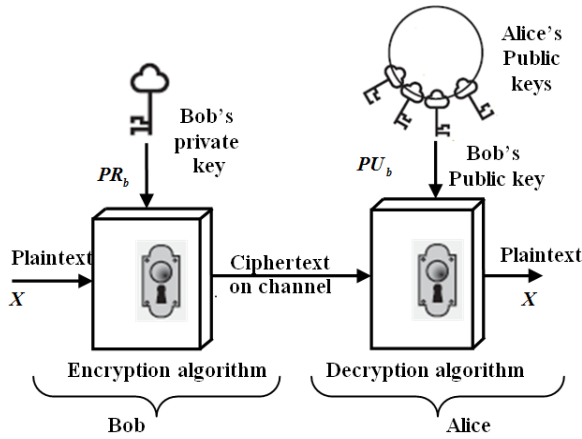 Alice's
Public
keys
Bob's
private
key
PR_b
PU_b
Bob's
Public key
Plaintext
X
Ciphertext
on channel
Plaintext
X
Encryption algorithm
Decryption algorithm
Bob
Alice